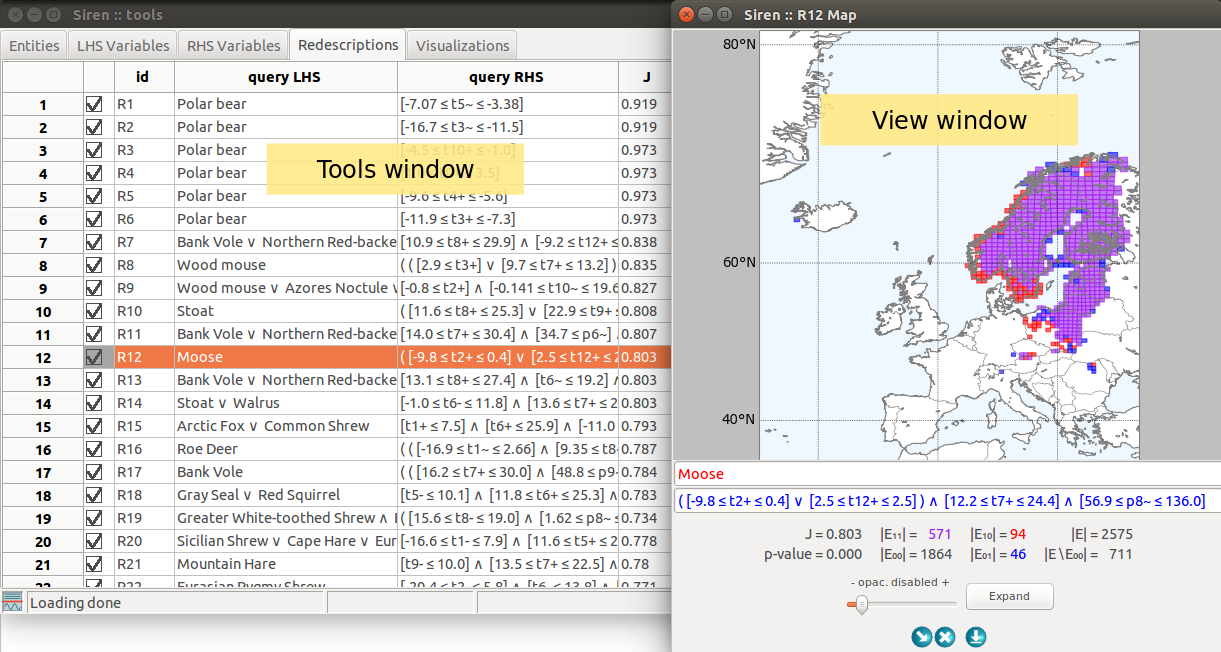 Siren :: tools
Entities LHS Variables RHS Variables Redescriptions Visualizations
id query LHS query RHS J
1 R1 Polar bear [-7.07 ≤ t5~ ≤ -3.38] 0.919
2 R2 Polar bear [-16.7 ≤ t3~ ≤ -11.5] 0.919
3 R3 Polar bear [-4.5 ≤ t10+ ≤ -1.0] 0.973
4 R4 Polar bear 3.5] 0.973
5 R5 Polar bear [-9.6 ≤ t4+ ≤ -5.6] 0.973
6 R6 Polar bear [-11.9 ≤ t3+ ≤ -7.3] 0.973
7 R7 Bank Vole ∨ Northern Red-backe [10.9 ≤ t8+ ≤ 29.9] ∧ [-9.2 ≤ t12+ ≤ 0.838
8 R8 Wood mouse ( ( ( [2.9 ≤ t3+] ∨ [9.7 ≤ t7+ ≤ 13.2] ) 0.835
9 R9 Wood mouse ∨ Azores Noctule ∨ [-0.8 ≤ t2+] ∧ [-0.141 ≤ t10~ ≤ 19.6 0.827
10 R10 Stoat ( [11.6 ≤ t8+ ≤ 25.3] ∨ [22.9 ≤ t9+ ≤ 0.808
11 R11 Bank Vole ∨ Northern Red-backe [14.0 ≤ t7+ ≤ 30.4] ∧ [34.7 ≤ p6~] ∧ 0.807
12 R12 Moose ( [-9.8 ≤ t2+ ≤ 0.4] ∨ [2.5 ≤ t12+ ≤ 2 0.803
13 R13 Bank Vole ∨ Northern Red-backe [13.1 ≤ t8+ ≤ 27.4] ∧ [t6~ ≤ 19.2] ∧ 0.803
14 R14 Stoat ∨ Walrus [-1.0 ≤ t6- ≤ 11.8] ∧ [13.6 ≤ t7+ ≤ 2 0.803
15 R15 Arctic Fox ∨ Common Shrew [t1+ ≤ 7.5] ∧ [t6+ ≤ 25.9] ∧ [-11.0 0.793
16 R16 Roe Deer ( ( ( [-16.9 ≤ t1~ ≤ 2.66] ∧ [9.35 ≤ t8- 0.787
17 R17 Bank Vole ( ( ( [16.2 ≤ t7+ ≤ 30.0] ∧ [48.8 ≤ p9~ 0.784
18 R18 Gray Seal ∨ Red Squirrel [t5- ≤ 10.1] ∧ [11.8 ≤ t6+ ≤ 25.3] ∧ 0.783
19 R19 Greater White-toothed Shrew ∧ ( [15.6 ≤ t8- ≤ 19.0] ∧ [1.62 ≤ p8~ ≤ 0.734
20 R20 Sicilian Shrew ∨ Cape Hare ∨ Eur [-16.6 ≤ t1- ≤ 7.9] ∧ [11.6 ≤ t5+ ≤ 2 0.778
21 R21 Mountain Hare [t9- ≤ 10.0] ∧ [13.5 ≤ t7+ ≤ 22.5] ∧ 0.78
22 R22 Eurasian Pygmy Shrew [-20.4 ≤ t2- ≤ 5.8] ∧ [t6- ≤ 13.8] ∧ 0.771
Tools window
Loading done
Siren :: R12 Map
80°N
View window
60°N
40°N
Moose
( [-9.8 ≤ t2+ ≤ 0.4] ∨ [2.5 ≤ t12+ ≤ 2.5] ) ∧ [12.2 ≤ t7+ ≤ 24.4] ∧ [56.9 ≤ p8~ ≤ 136.0]
J = 0.803 |E₁₁| = 571 |E₁₀| = 94 |E| = 2575
p-value = 0.000 |E₀₀| = 1864 |E₀₁| = 46 |E\E₀₀| = 711
- opac. disabled +
Expand